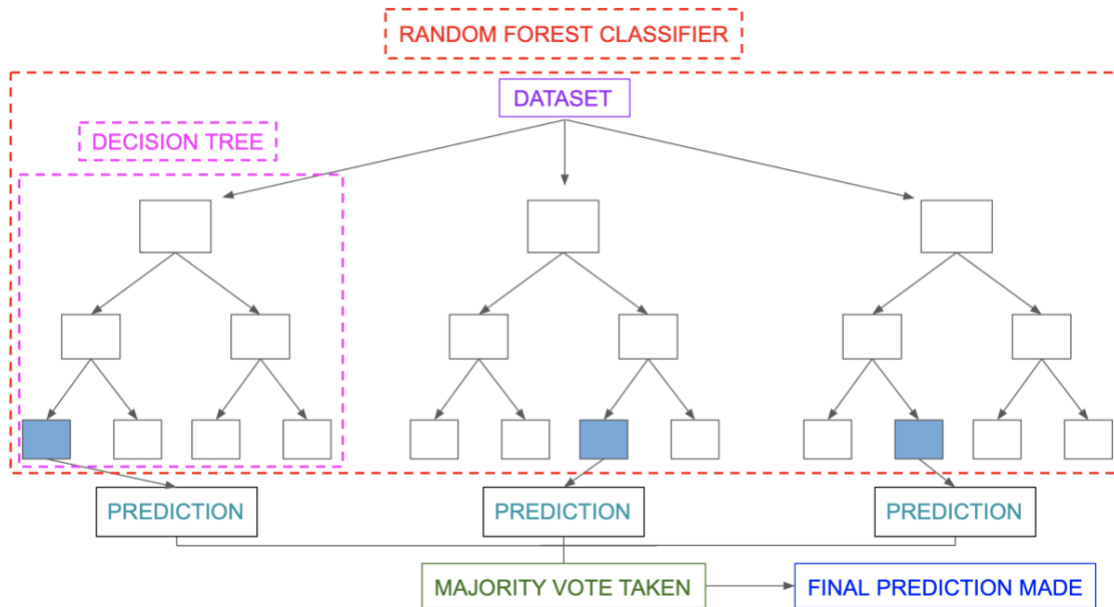 RANDOM FOREST CLASSIFIER
DATASET
DECISION TREE
PREDICTION
PREDICTION
PREDICTION
MAJORITY VOTE TAKEN
FINAL PREDICTION MADE